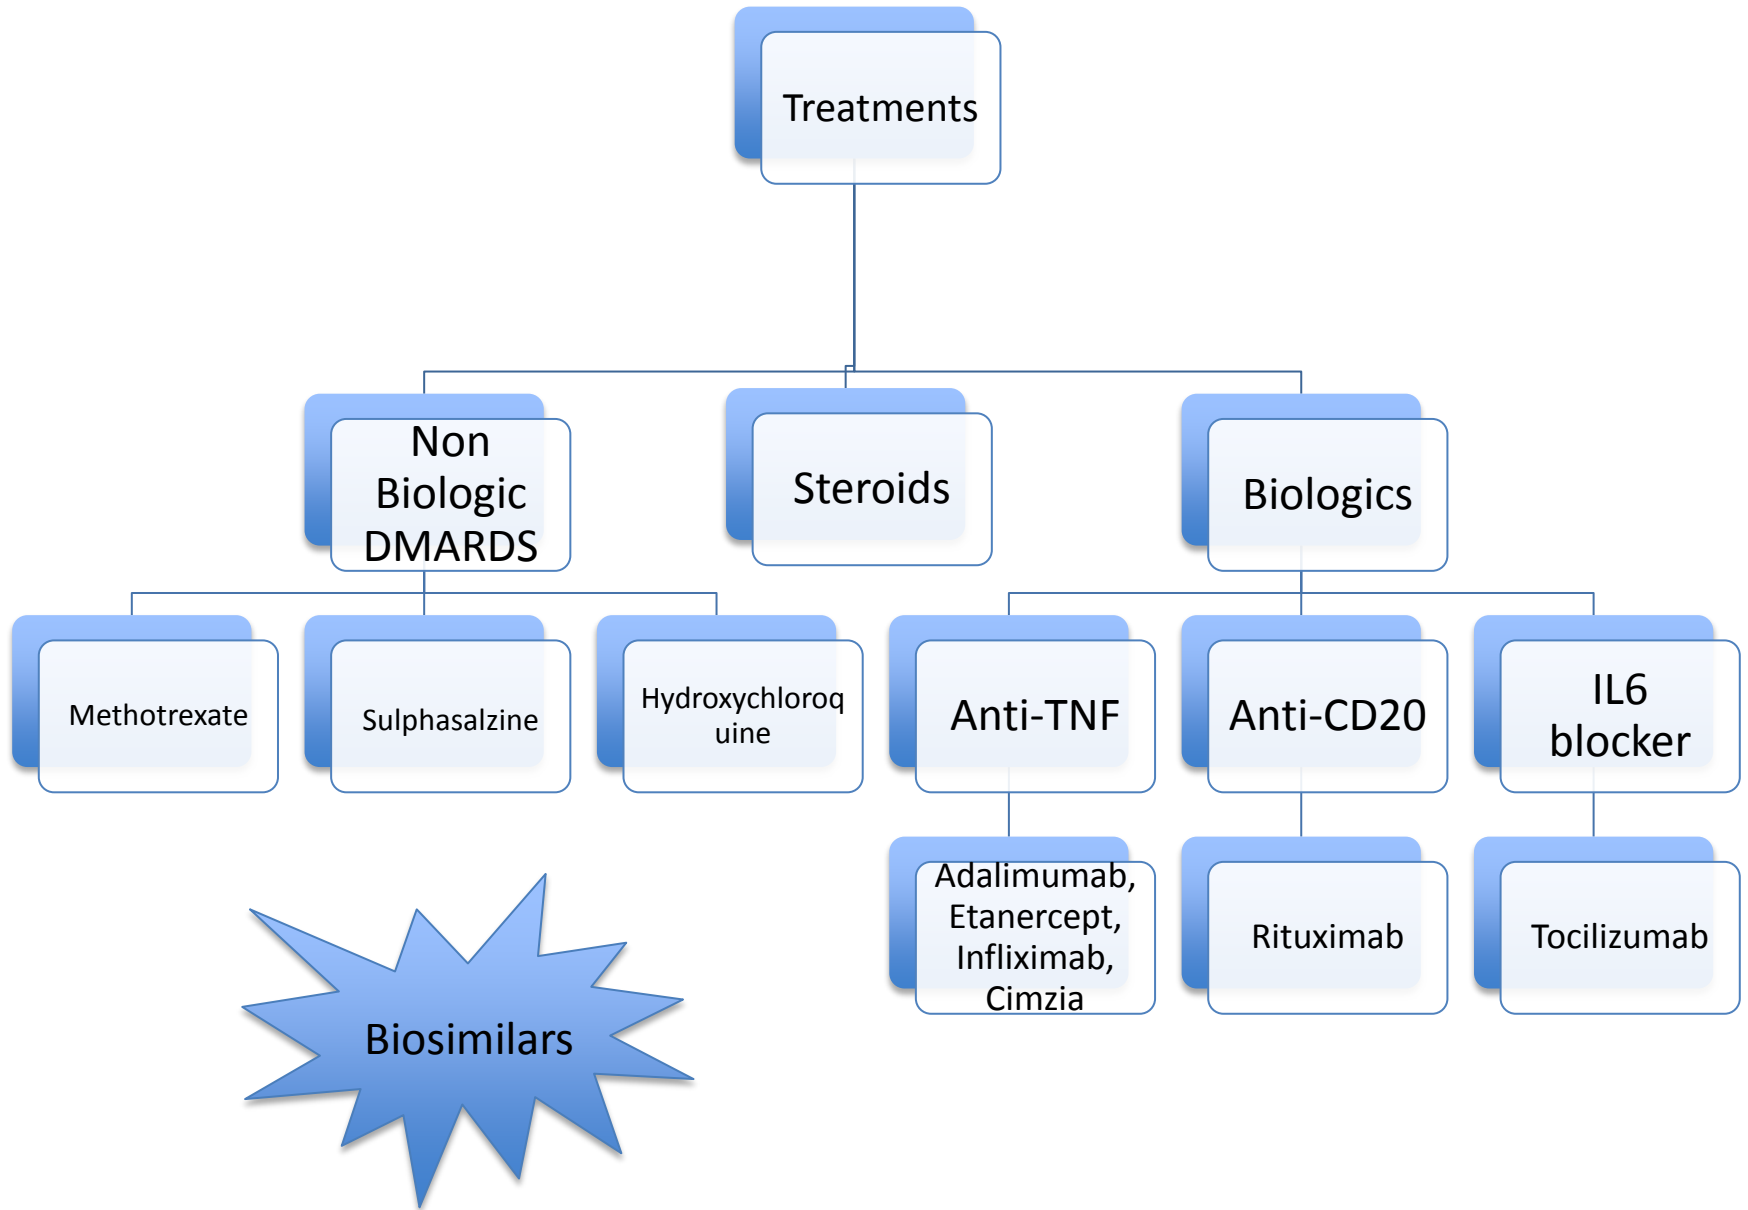 Treatments
Non
Biologic
DMARDS
Steroids
Biologics
Methotrexate
Sulphasalzine
Hydroxychloroq
uine
Anti-TNF
Anti-CD20
IL6
blocker
Adalimumab,
Etanercept,
Infliximab,
Cimzia
Rituximab
Tocilizumab
Biosimilars